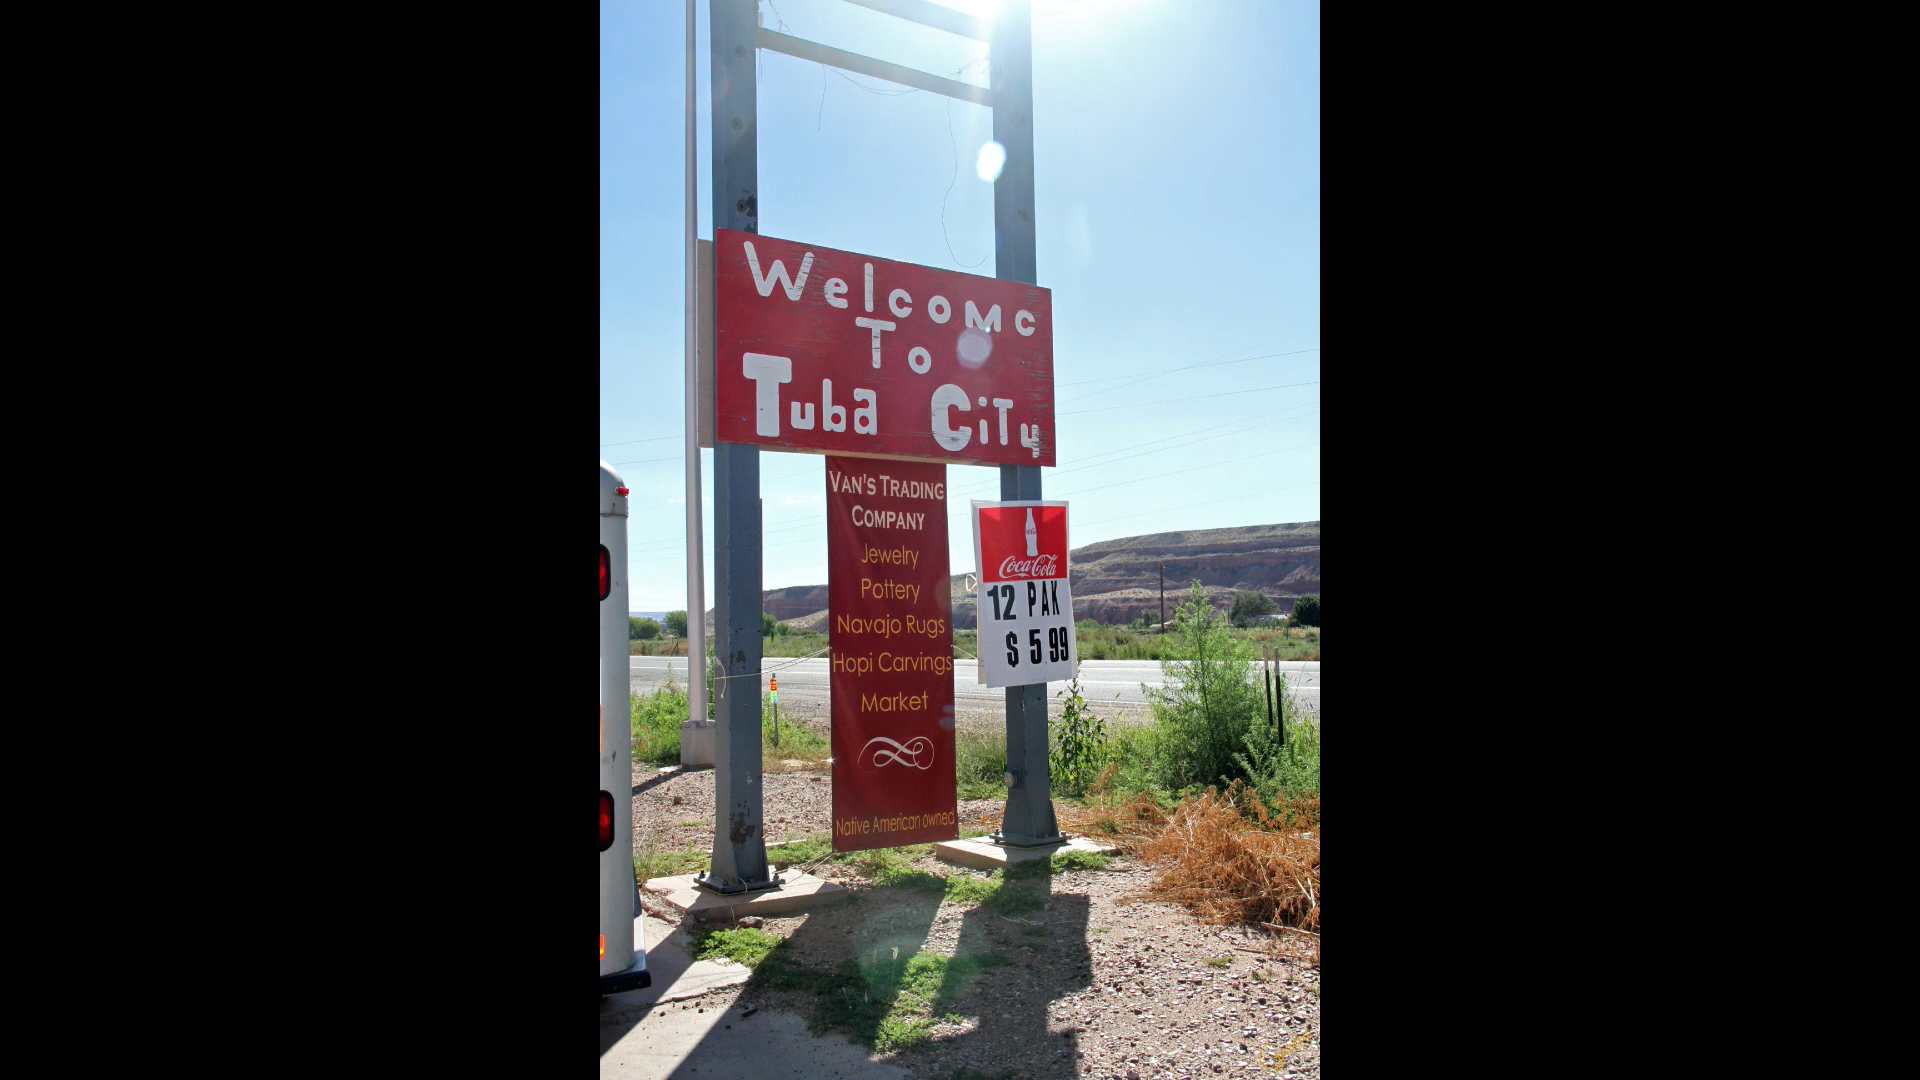 Welcome
To
Tuba City
VAN'S TRADING
COMPANY
Jewelry
Pottery
Navajo Rugs
Hopi Carvings
Market
Native American owned
Coca-Cola
12 PAK
$ 5 99